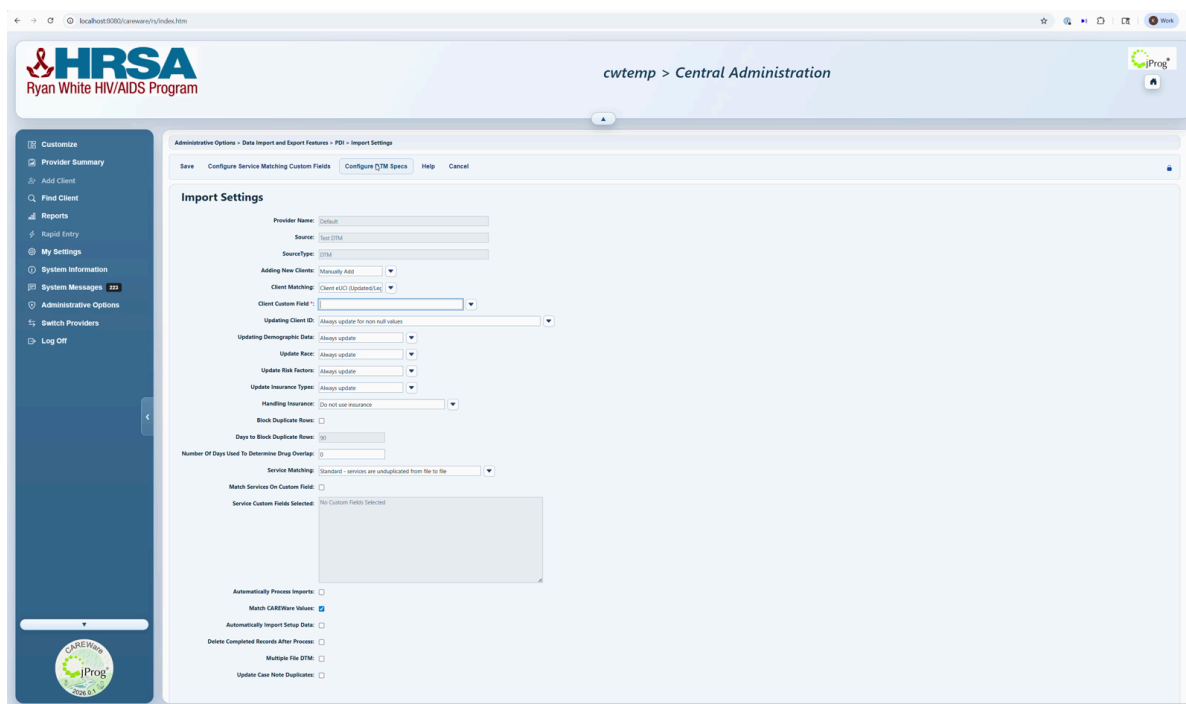 localhost:8080/careware/rs/index.htm
Work
HRSA
Ryan White HIV/AIDS Program
cwtemp > Central Administration
jProg®
Customize
Provider Summary
Add Client
Find Client
Reports
Rapid Entry
My Settings
System Information
System Messages 223
Administrative Options
Switch Providers
Log Off
CAREWare
jProg®
2026.0.1
Administrative Options > Data Import and Export Features > PDI > Import Settings
Save Configure Service Matching Custom Fields Configure DTM Specs Help Cancel
Import Settings
Provider Name: Default
Source: Test DTM
SourceType: DTM
Adding New Clients: Manually Add
Client Matching: Client eUCI (Updated/Leg
Client Custom Field *:
Updating Client ID: Always update for non null values
Updating Demographic Data: Always update
Update Race: Always update
Update Risk Factors: Always update
Update Insurance Types: Always update
Handling Insurance: Do not use insurance
Block Duplicate Rows:
Days to Block Duplicate Rows: 90
Number Of Days Used To Determine Drug Overlap: 0
Service Matching: Standard - services are unduplicated from file to file
Match Services On Custom Field:
Service Custom Fields Selected: No Custom Fields Selected
Automatically Process Imports:
Match CAREWare Values:
Automatically Import Setup Data:
Delete Completed Records After Process:
Multiple File DTM:
Update Case Note Duplicates: